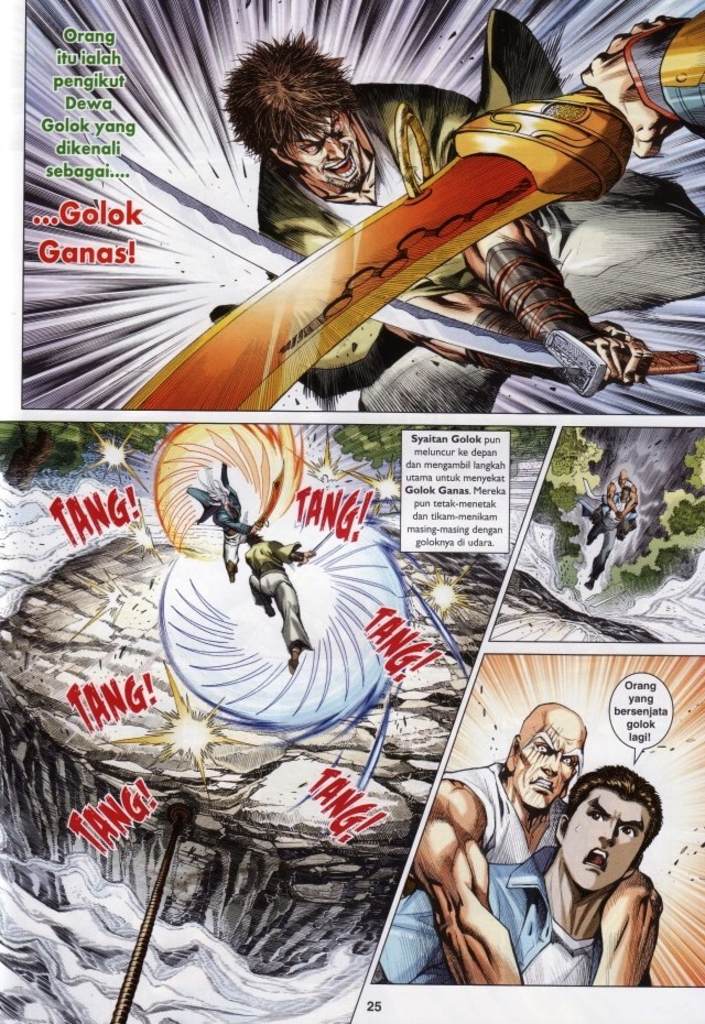 Orang
itu ialah
pengikut
Dewa
Golok yang
dikenali
sebagai....
...Golok
Ganas!
Syaitan Golok pun
meluncur ke depan
dan mengambil langkah
utama untuk menyekat
Golok Ganas. Mereka
pun tetak-menetak
dan tikam-menikam
masing-masing dengan
goloknya di udara.
TANG!
TANG!
TANG!
TANG!
TANG!
TANG!
Orang
yang
bersenjata
golok
lagi!
25